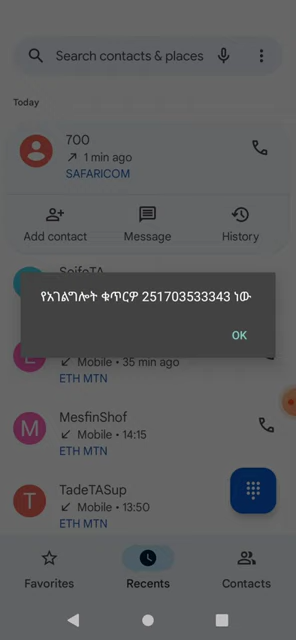 Search contacts & places
Today
700
↗ 1 min ago
SAFARICOM
Add contact
Message
History
SeifeTA
የአገልግሎት ቁጥርዎ 251703533343 ነው
OK
↙ Mobile • 35 min ago
ETH MTN
M
MesfinShof
↙ Mobile • 14:15
ETH MTN
T
TadeTASup
↙ Mobile • 13:50
ETH MTN
Favorites
Recents
Contacts